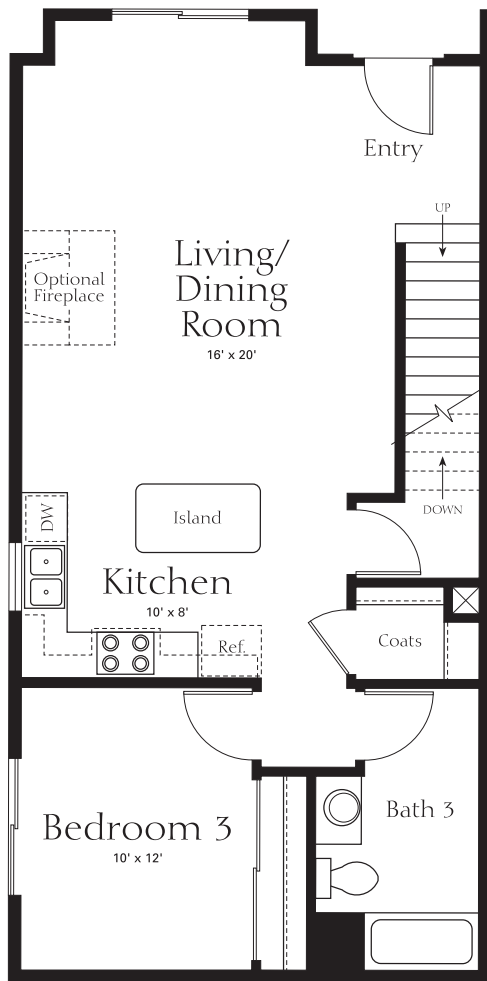 Entry
UP
Living/
Dining
Room
16' x 20'
Optional
Fireplace
DW
Island
DOWN
Kitchen
10' x 8'
Ref.
Coats
Bedroom 3
10' x 12'
Bath 3